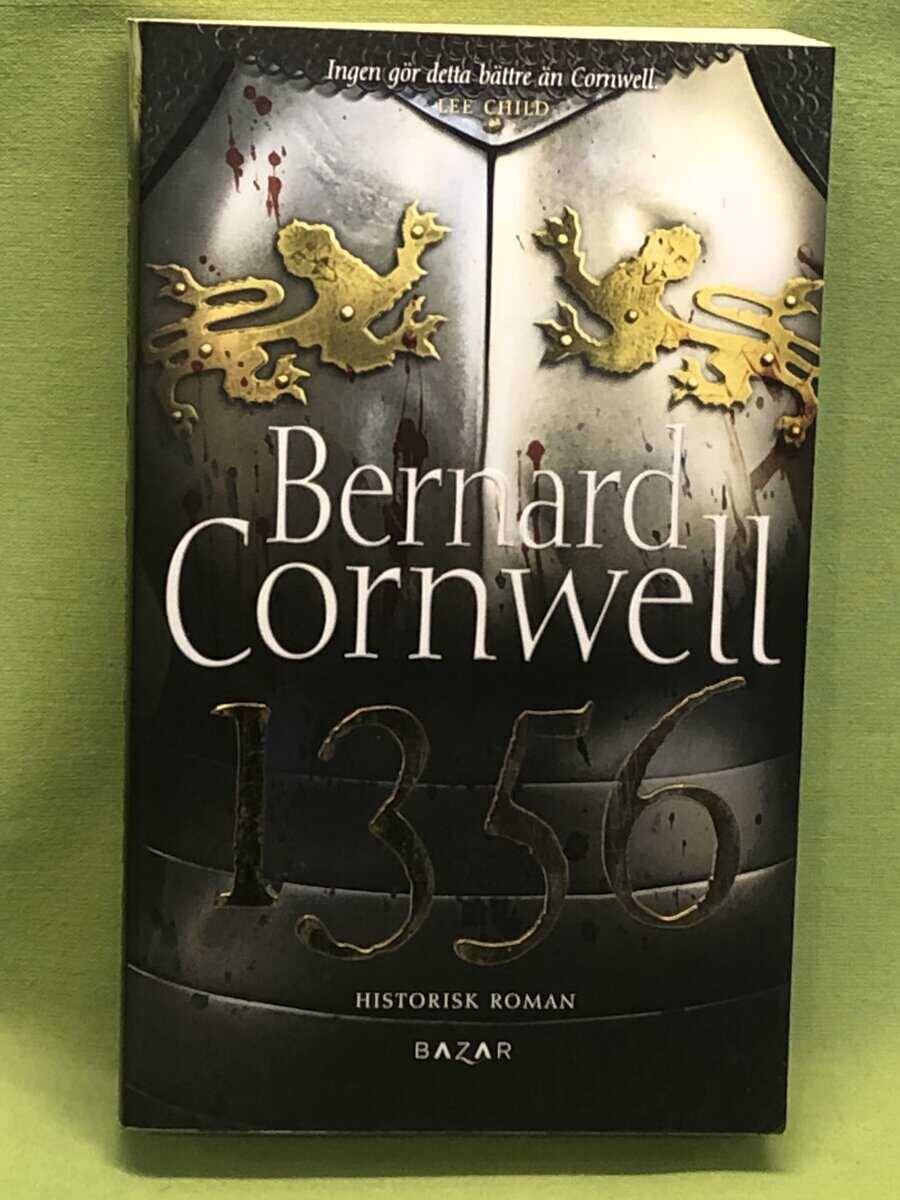 Ingen gör detta bättre än Cornwell.
LEE CHILD
Bernard
Cornwell
1356
HISTORISK ROMAN
BAZAR